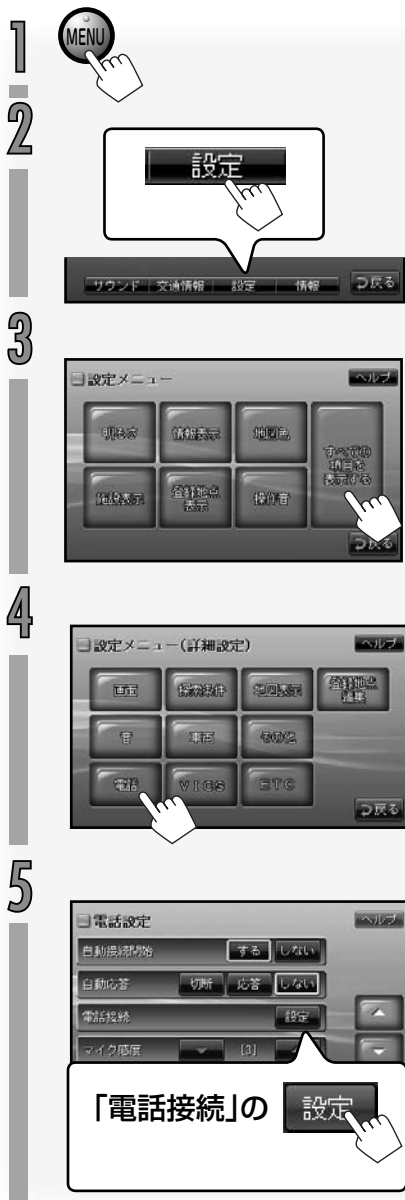 1
MENU
2
設定
サウンド 交通情報 設定 情報 戻る
3
設定メニュー ヘルプ
明るさ 情報表示 地図色 すべての項目を表示する
施設表示 登録地点表示 操作音
戻る
4
設定メニュー(詳細設定) ヘルプ
画面 探索条件 地図表示 登録地点編集
音 車両 その他
電話 VICS ETC
戻る
5
電話設定 ヘルプ
自動接続開始 する しない
自動応答 切断 応答 しない
電話接続 設定
マイク感度 [3]
「電話接続」の 設定